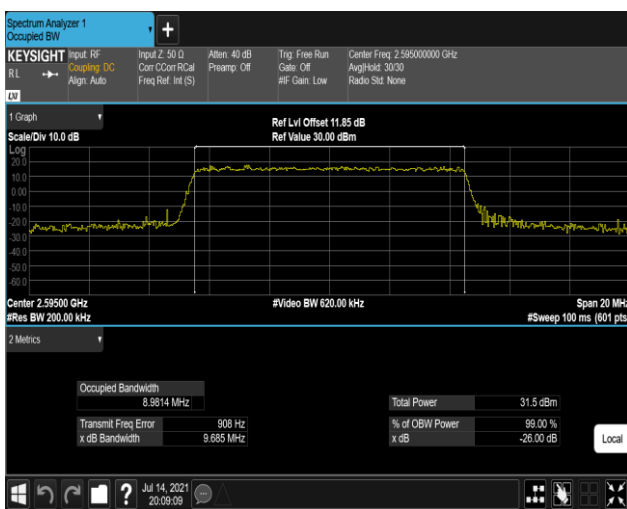 Spectrum Analyzer 1
Occupied BW
KEYSIGHT Input: RF Input Z: 50 Ω Atten: 40 dB Trig: Free Run Center Freq: 2.595000000 GHz
RL Coupling: DC Corr CCorr RCal Preamp: Off Gate: Off Avg|Hold: 30/30
Align: Auto Freq Ref: Int (S) #IF Gain: Low Radio Std: None
LXI
1 Graph
Ref Lvl Offset 11.85 dB
Scale/Div 10.0 dB Ref Value 30.00 dBm
Log
20.0
10.0
0.00
-10.0
-20.0
-30.0
-40.0
-50.0
-60.0
Center 2.59500 GHz #Video BW 620.00 kHz Span 20 MHz
#Res BW 200.00 kHz #Sweep 100 ms (601 pts
2 Metrics
Occupied Bandwidth
8.9814 MHz Total Power 31.5 dBm
Transmit Freq Error 908 Hz % of OBW Power 99.00 %
x dB Bandwidth 9.685 MHz x dB -26.00 dB
Local
? Jul 14, 2021
20:09:09